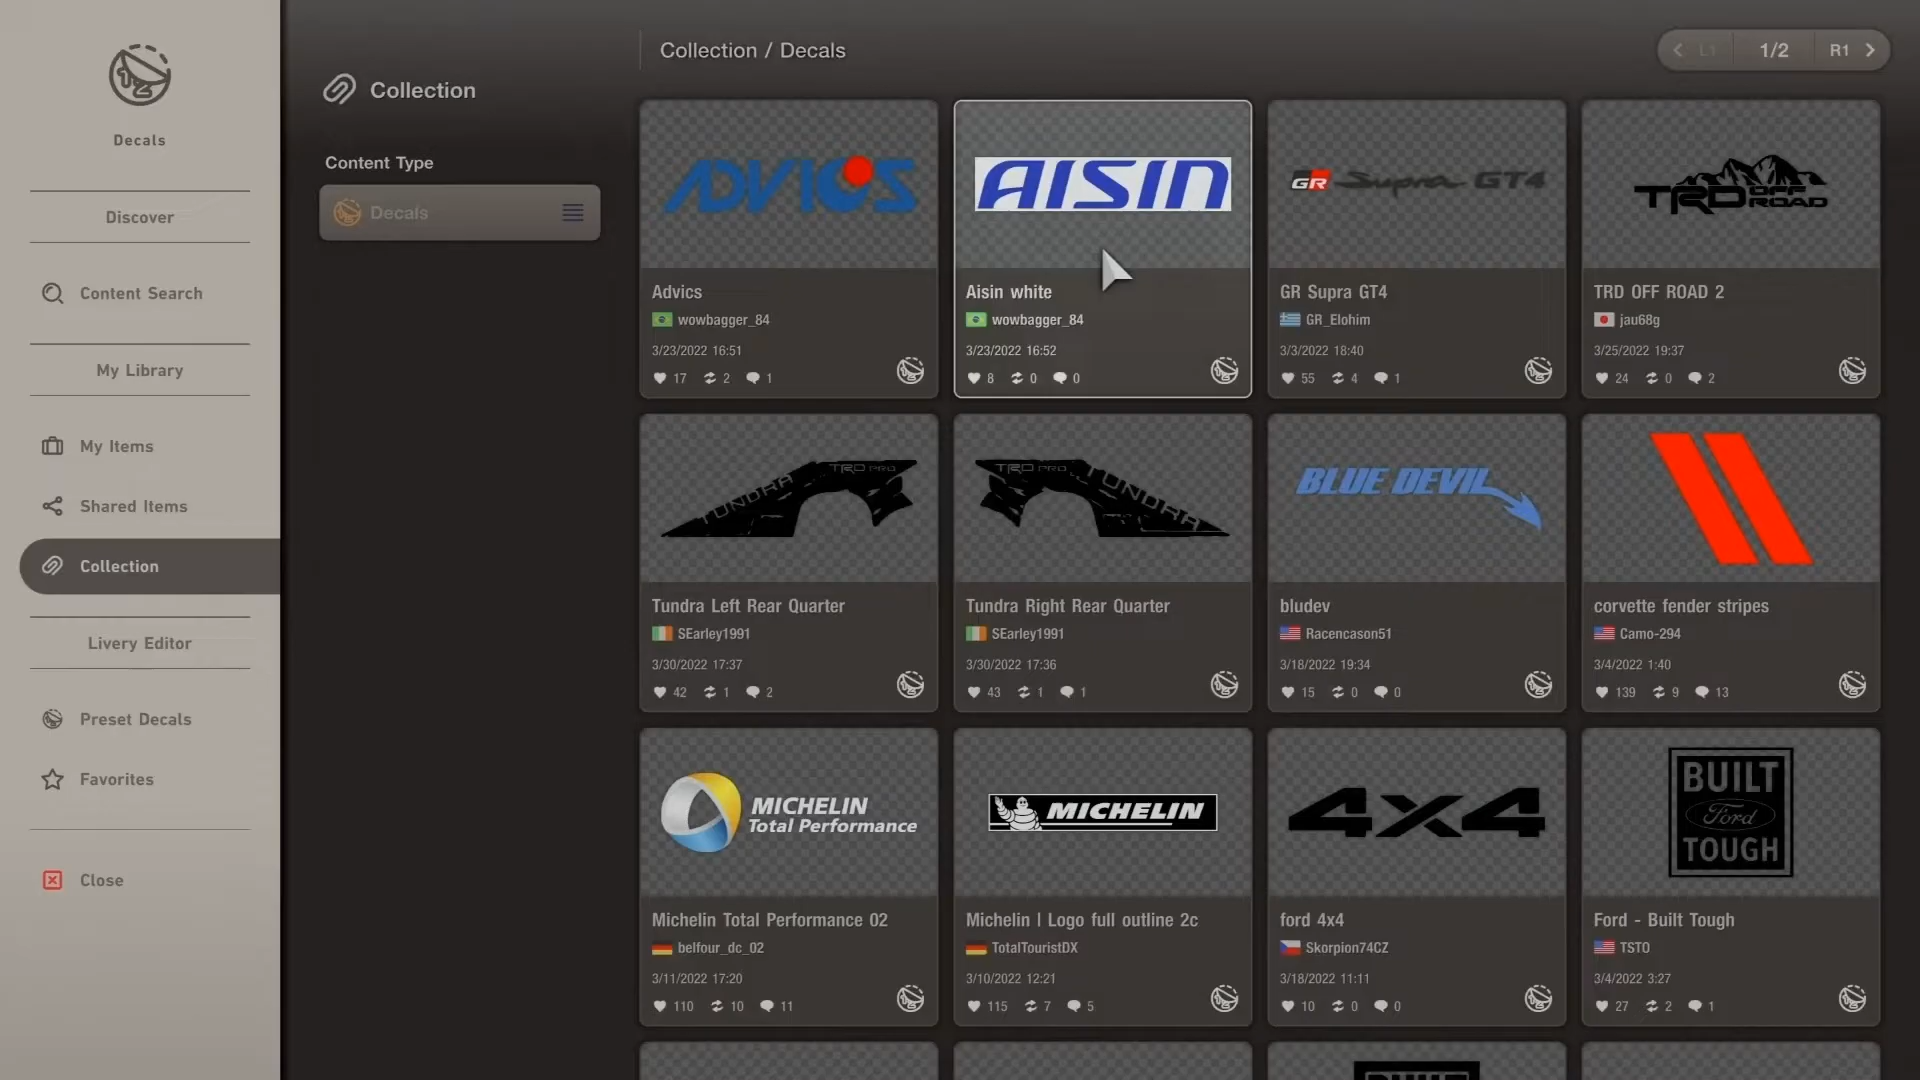 Decals
Discover
Content Search
My Library
My Items
Shared Items
Collection
Livery Editor
Preset Decals
Favorites
Close
Collection
Content Type
Decals
Collection / Decals
L1 1/2 R1
ADVICS
Advics
wowbagger_84
3/23/2022 16:51
17 2 1
AISIN
Aisin white
wowbagger_84
3/23/2022 16:52
8 0 0
GR Supra GT4
GR Supra GT4
GR_Elohim
3/3/2022 18:40
55 4 1
TRD OFF ROAD
TRD OFF ROAD 2
jau68g
3/25/2022 19:37
24 0 2
TUNDRA TRD PRO
Tundra Left Rear Quarter
SEarley1991
3/30/2022 17:37
42 1 2
TRD PRO TUNDRA
Tundra Right Rear Quarter
SEarley1991
3/30/2022 17:36
43 1 1
BLUE DEVIL
bludev
Racencason51
3/18/2022 19:34
15 0 0
corvette fender stripes
Camo-294
3/4/2022 1:40
139 9 13
MICHELIN
Total Performance
Michelin Total Performance 02
belfour_dc_02
3/11/2022 17:20
110 10 11
MICHELIN
Michelin | Logo full outline 2c
TotalTouristDX
3/10/2022 12:21
115 7 5
4x4
ford 4x4
Skorpion74CZ
3/18/2022 11:11
10 0 0
BUILT
Ford
TOUGH
Ford - Built Tough
TSTO
3/4/2022 3:27
27 2 1